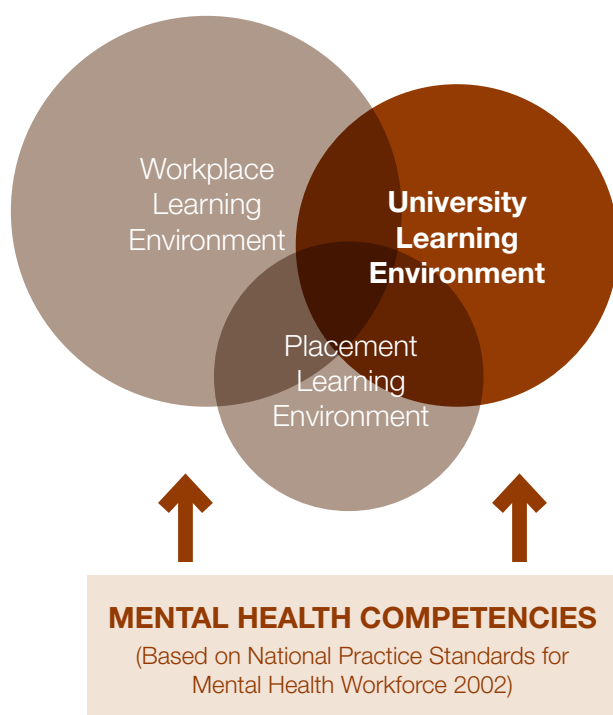 Workplace
Learning
Environment
University
Learning
Environment
Placement
Learning
Environment
MENTAL HEALTH COMPETENCIES
(Based on National Practice Standards for
Mental Health Workforce 2002)